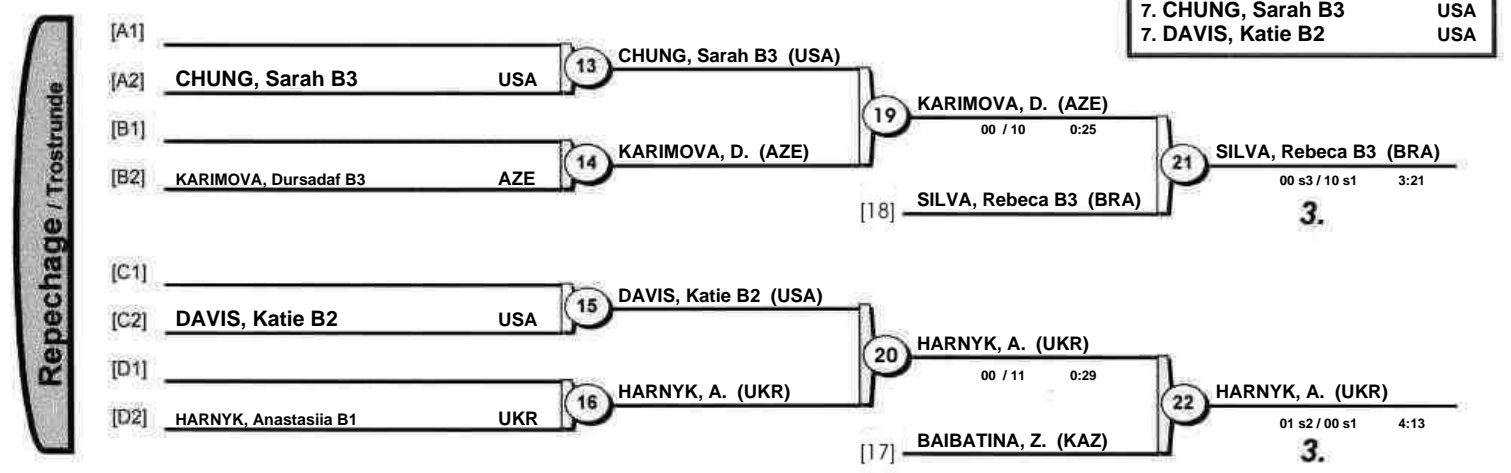 7. CHUNG, Sarah B3 USA
7. DAVIS, Katie B2 USA
Repechage / Trostrunde
[A1]
[A2] CHUNG, Sarah B3 USA
13
CHUNG, Sarah B3 (USA)
[B1]
[B2] KARIMOVA, Dursadaf B3 AZE
14
KARIMOVA, D. (AZE)
19
KARIMOVA, D. (AZE)
00 / 10 0:25
[18] SILVA, Rebeca B3 (BRA)
21
SILVA, Rebeca B3 (BRA)
00 s3 / 10 s1 3:21
3.
[C1]
[C2] DAVIS, Katie B2 USA
15
DAVIS, Katie B2 (USA)
[D1]
[D2] HARNYK, Anastasiia B1 UKR
16
HARNYK, A. (UKR)
20
HARNYK, A. (UKR)
00 / 11 0:29
[17] BAIBATINA, Z. (KAZ)
22
HARNYK, A. (UKR)
01 s2 / 00 s1 4:13
3.